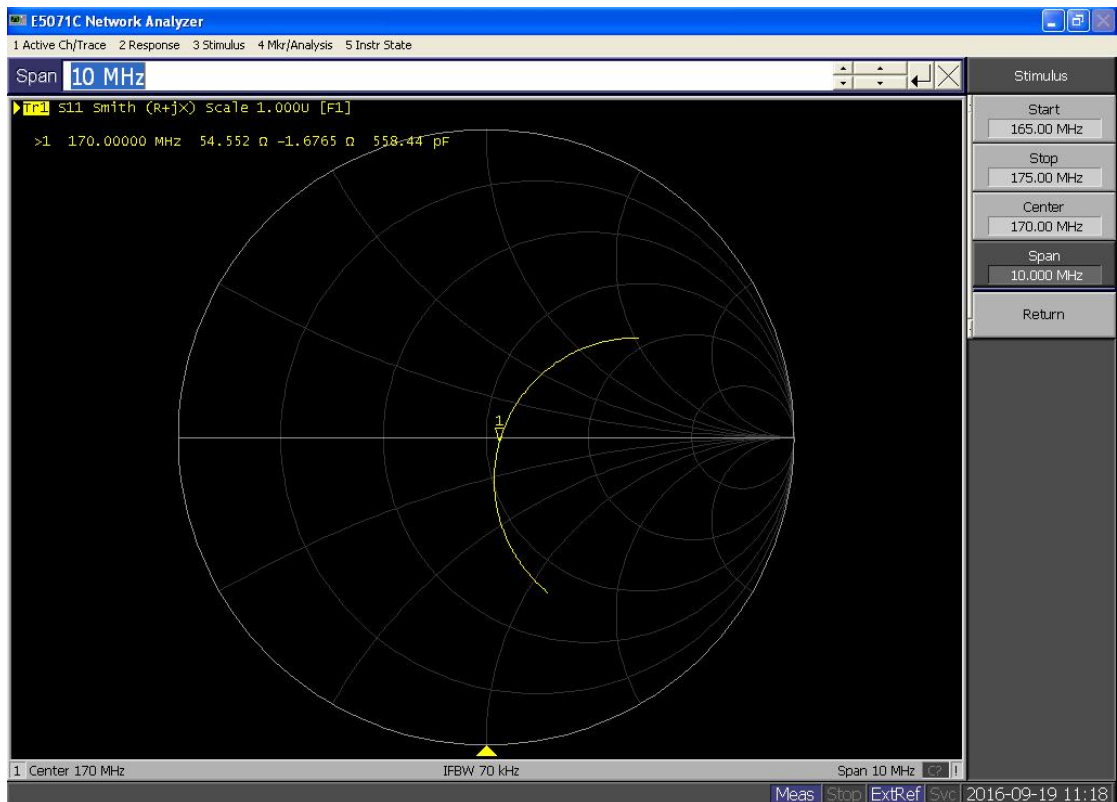 E5071C Network Analyzer
1 Active Ch/Trace 2 Response 3 Stimulus 4 Mkr/Analysis 5 Instr State
Span 10 MHz
Tr1 S11 Smith (R+jX) Scale 1.000U [F1]
>1 170.00000 MHz 54.552 Ω -1.6765 Ω 558.44 pF
1
Stimulus
Start
165.00 MHz
Stop
175.00 MHz
Center
170.00 MHz
Span
10.000 MHz
Return
1 Center 170 MHz IFBW 70 kHz Span 10 MHz C? !
Meas Stop ExtRef Svc 2016-09-19 11:18